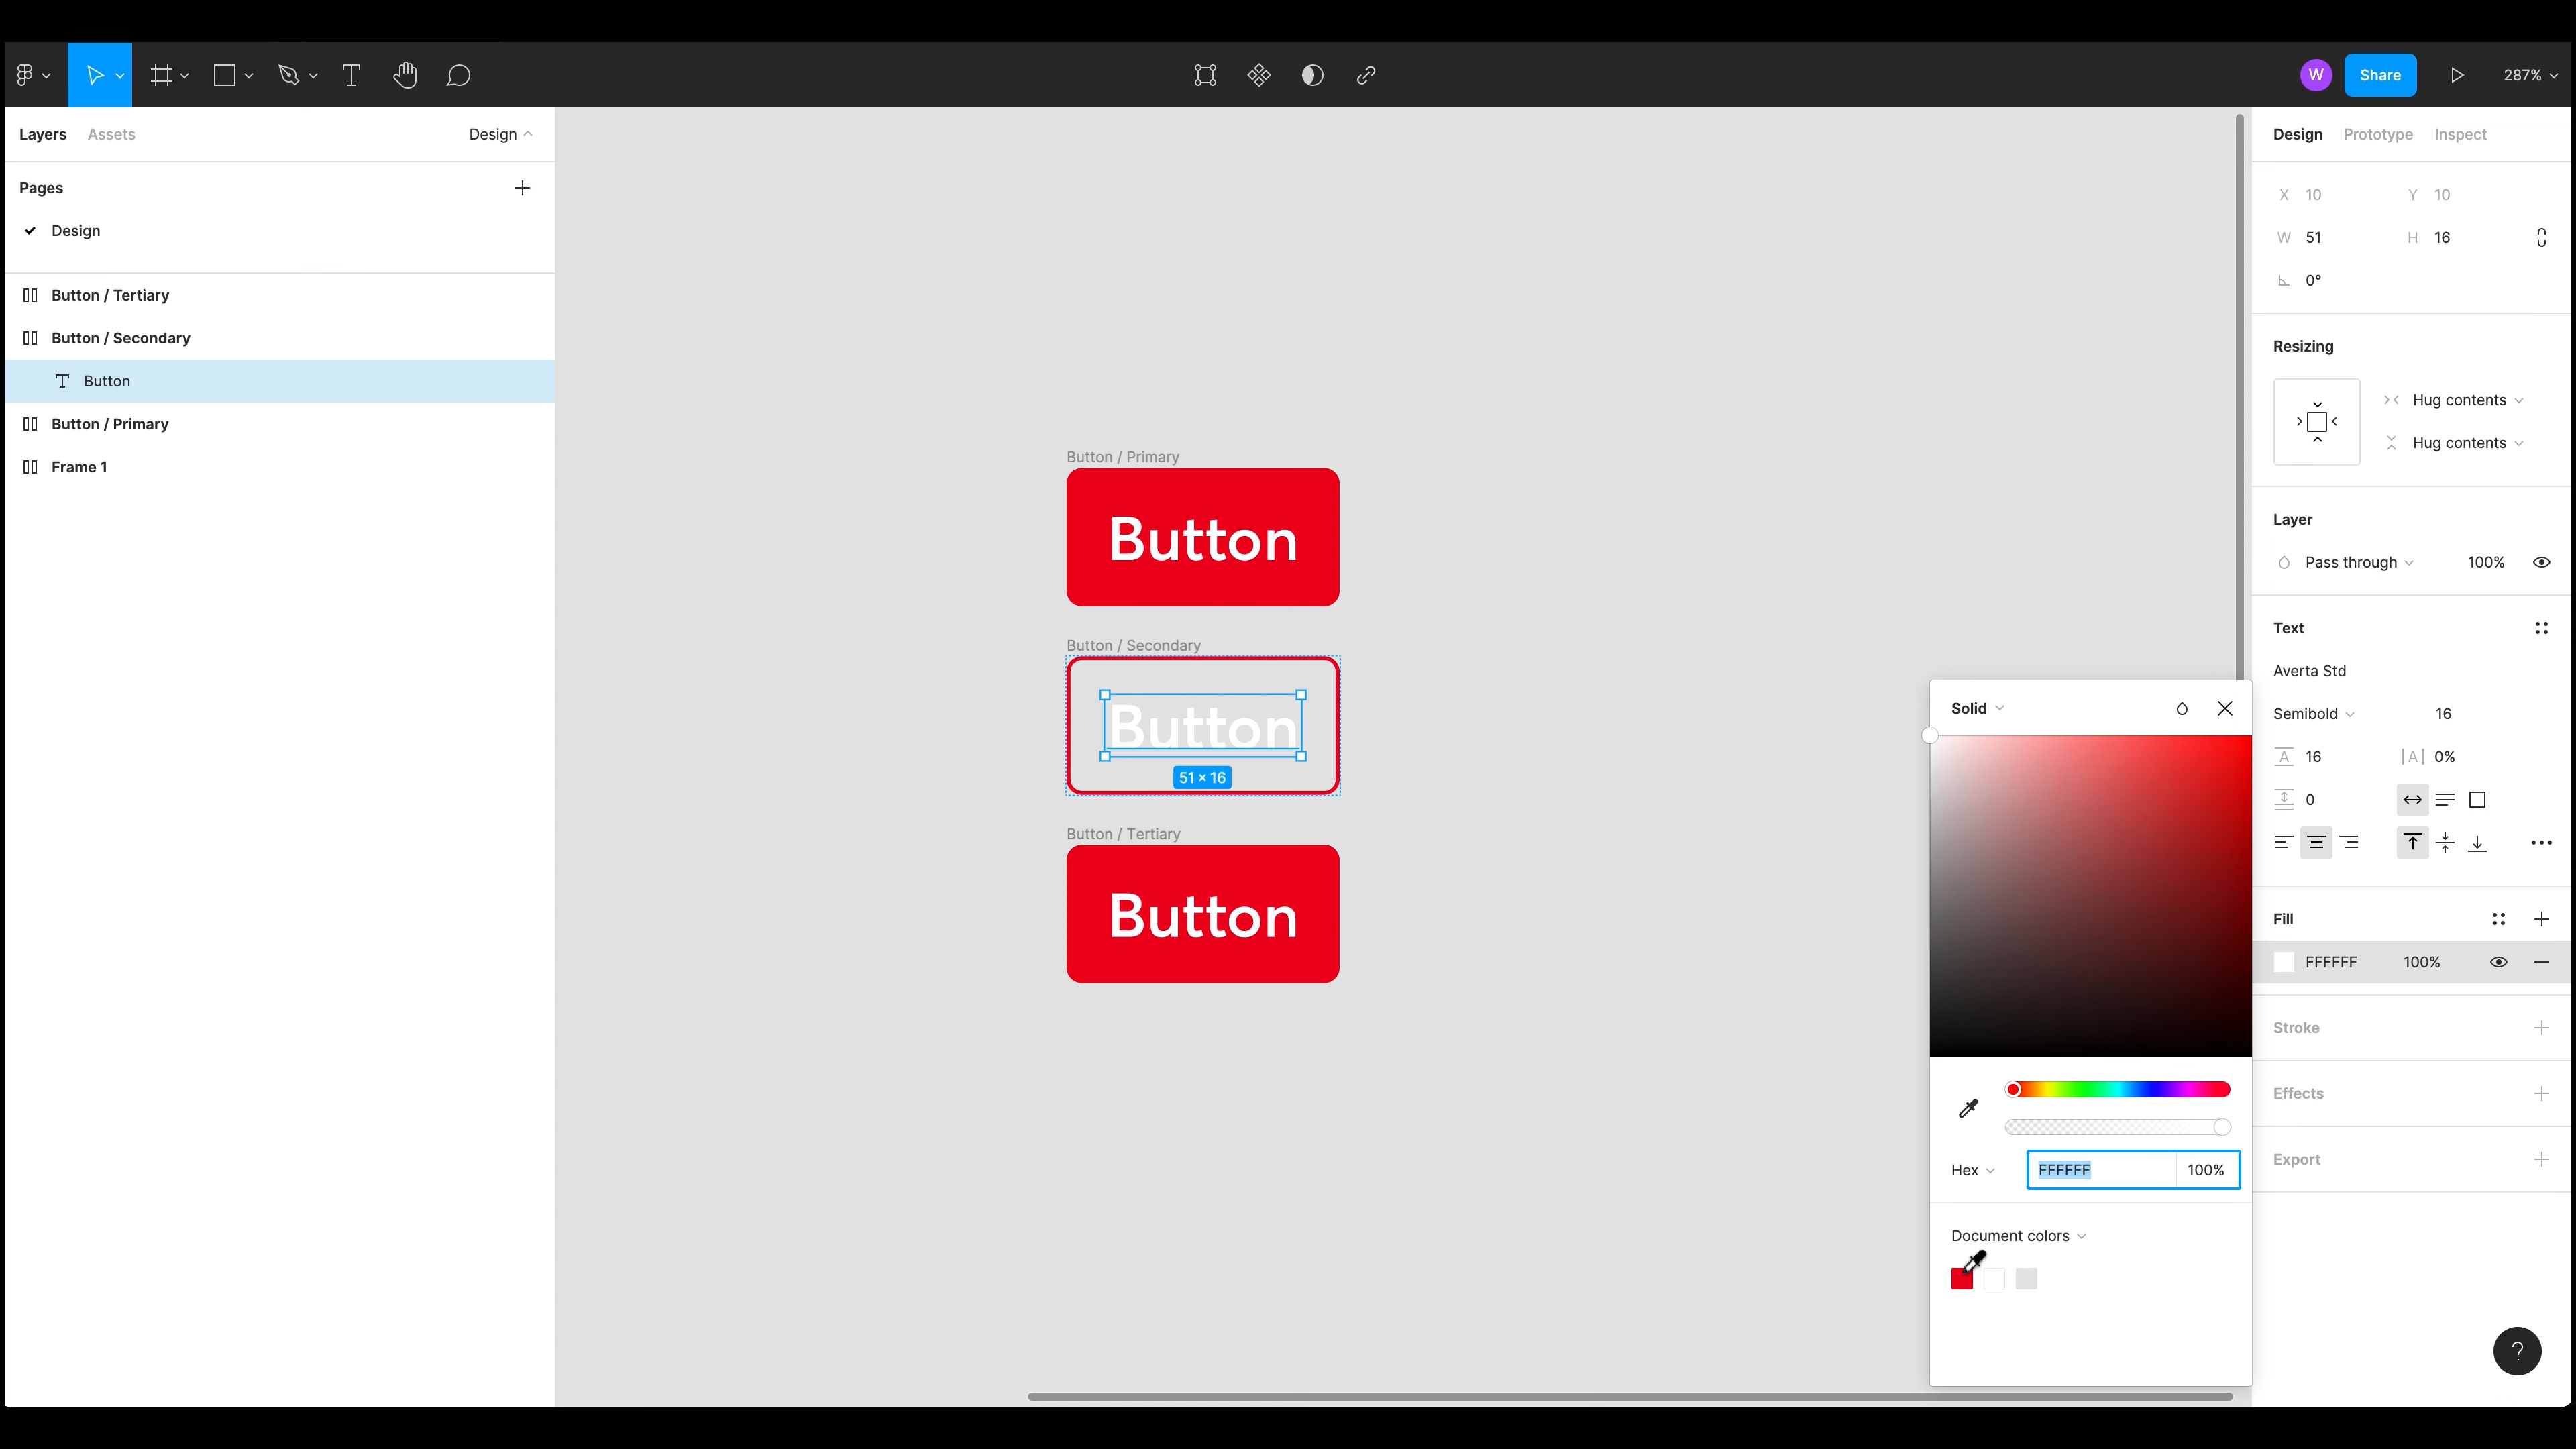 W
Share
287%
Layers
Assets
Design
Pages
Design
Button / Tertiary
Button / Secondary
Button
Button / Primary
Frame 1
Button / Primary
Button
Button / Secondary
Button
51 × 16
Button / Tertiary
Button
Solid
Hex
FFFFFF
100%
Document colors
Design
Prototype
Inspect
X 10
Y 10
W 51
H 16
0°
Resizing
Hug contents
Hug contents
Layer
Pass through
100%
Text
Averta Std
Semibold
16
A 16
|A| 0%
0
Fill
FFFFFF
100%
Stroke
Effects
Export
?